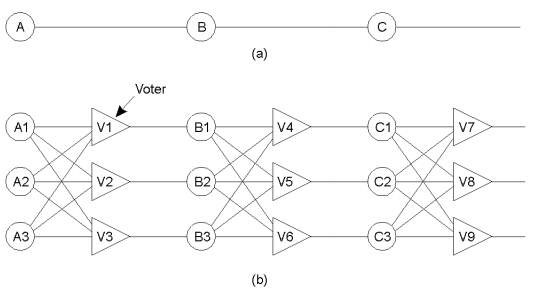 A B C
(a)
Voter
A1 V1 B1 V4 C1 V7
A2 V2 B2 V5 C2 V8
A3 V3 B3 V6 C3 V9
(b)